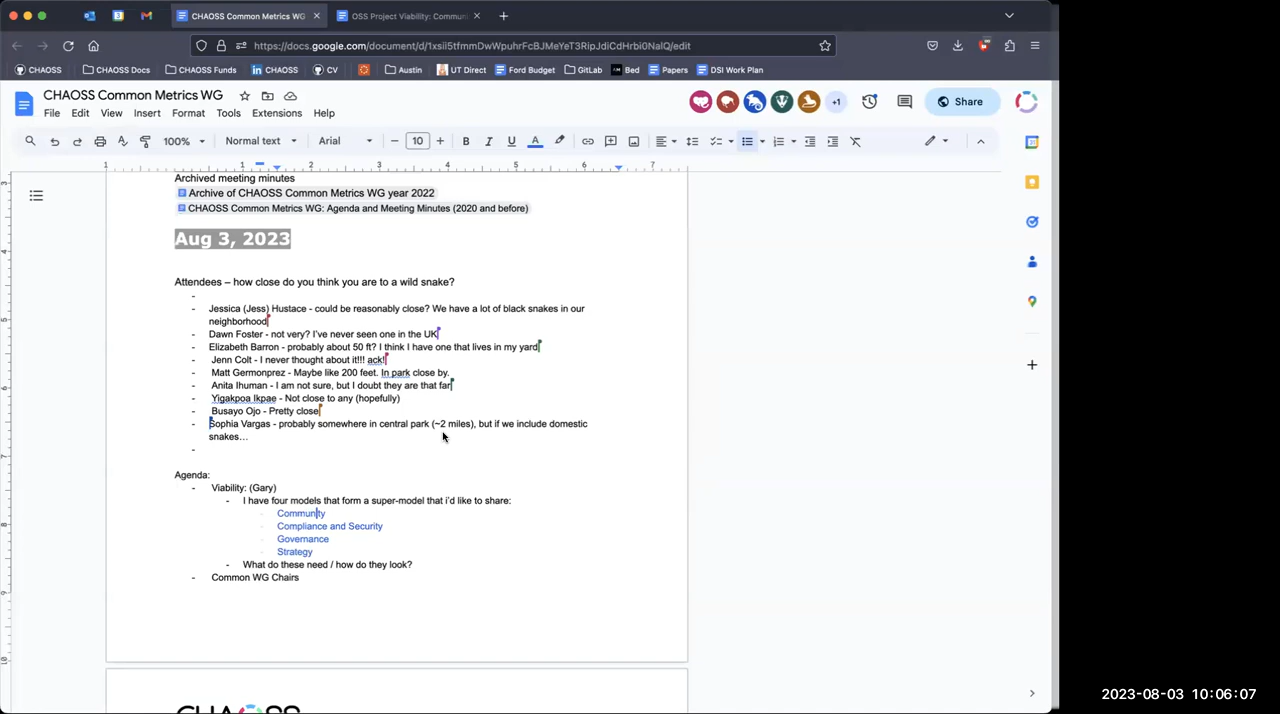 CHAOSS Common Metrics WG
OSS Project Viability: Commun
https://docs.google.com/document/d/1xsil5tfmmDwWpuhrFcBJMeYeT3RipJdiCdHrbi0NalQ/edit
CHAOSS CHAOSS Docs CHAOSS Funds CHAOSS CV Austin UT Direct Ford Budget GitLab Bed Papers DSI Work Plan
CHAOSS Common Metrics WG
+1
Share
File Edit View Insert Format Tools Extensions Help
100% Normal text Arial 10 B I U A
1 1 2 3 4 5 6 7
Archived meeting minutes
Archive of CHAOSS Common Metrics WG year 2022
CHAOSS Common Metrics WG: Agenda and Meeting Minutes (2020 and before)
Aug 3, 2023
Attendees – how close do you think you are to a wild snake?
-
- Jessica (Jess) Hustace - could be reasonably close? We have a lot of black snakes in our
neighborhood
- Dawn Foster - not very? I've never seen one in the UK
- Elizabeth Barron - probably about 50 ft? I think I have one that lives in my yard
- Jenn Colt - I never thought about it!!! ack!
- Matt Germonprez - Maybe like 200 feet. In park close by.
- Anita Ihuman - I am not sure, but I doubt they are that far
- Yigakpoa Ikpae - Not close to any (hopefully)
- Busayo Ojo - Pretty close
- Sophia Vargas - probably somewhere in central park (~2 miles), but if we include domestic
snakes…
-
Agenda:
- Viability: (Gary)
- I have four models that form a super-model that i'd like to share:
- Community
- Compliance and Security
- Governance
- Strategy
- What do these need / how do they look?
- Common WG Chairs
CHAOSS
2023-08-03 10:06:07